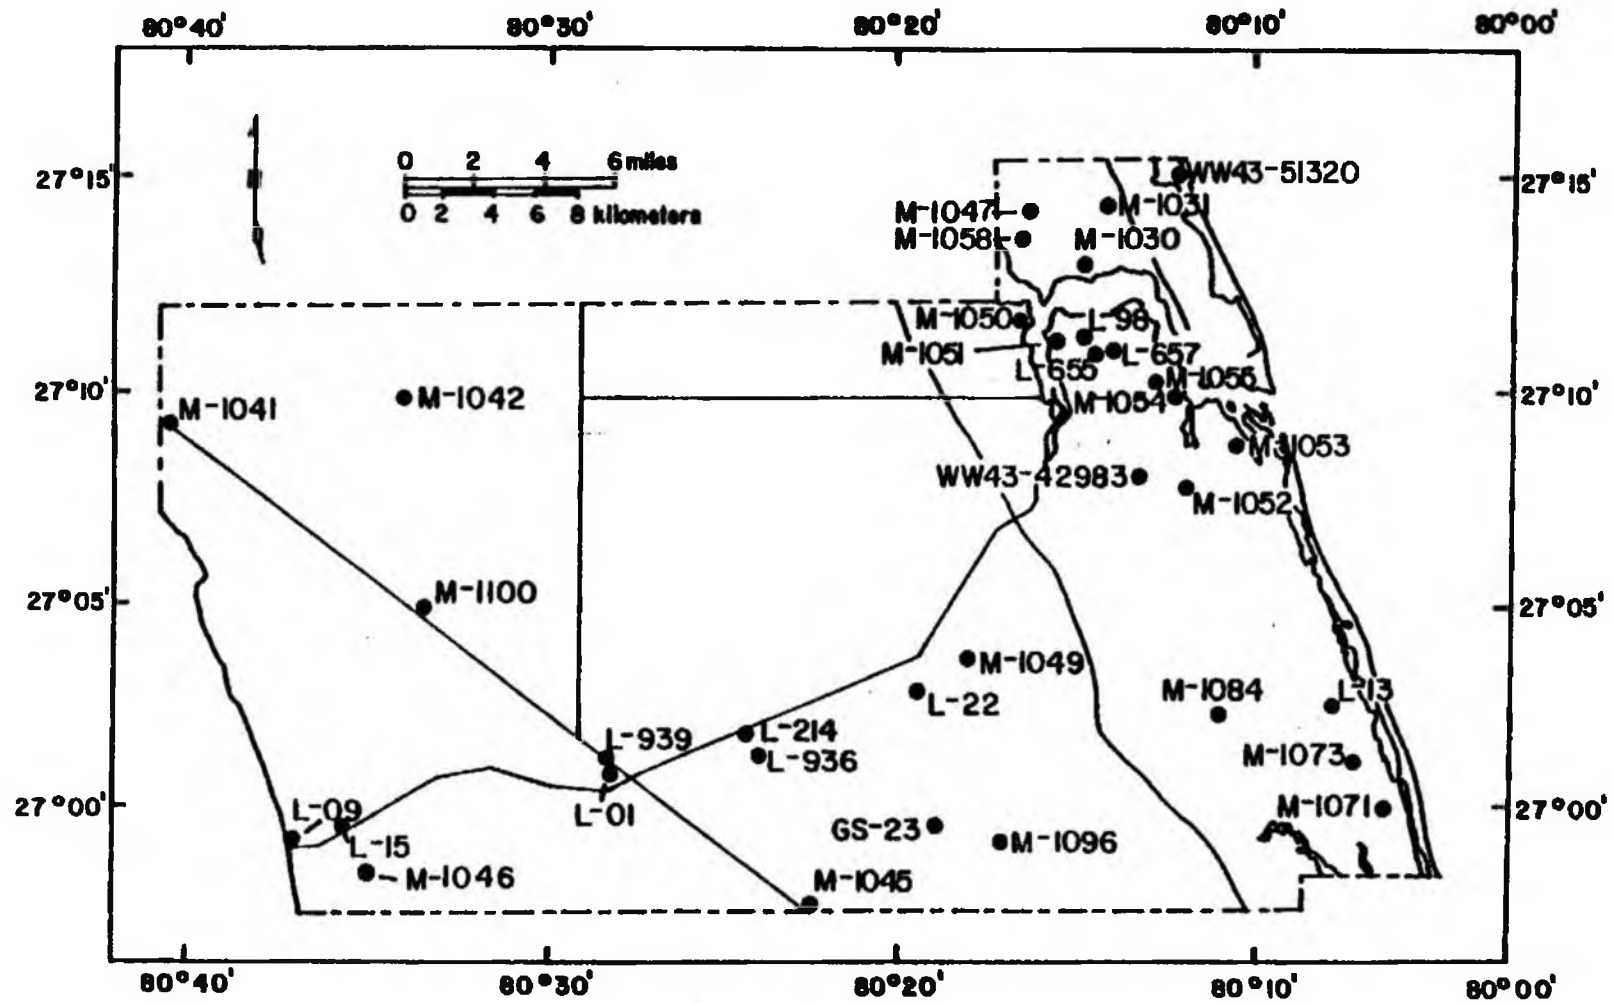 80°40' 80°30' 80°20' 80°10' 80°00'
0 2 4 6 miles
0 2 4 6 8 kilometers
27°15' 27°15'
WW43-51320
M-1047 M-1031
M-1058 M-1030
M-1050 L-98
M-1051 L-657
L-655
M-1055
27°10' 27°10'
M-1041 M-1042 M-1054
M-1053
WW43-42983
M-1052
27°05' 27°05'
M-1100
M-1049
M-1084 L-13
L-22
L-939 L-214
L-936 M-1073
27°00' 27°00'
L-09 L-01 M-1071
GS-23 M-1096
L-15
M-1046 M-1045
80°40' 80°30' 80°20' 80°10' 80°00'